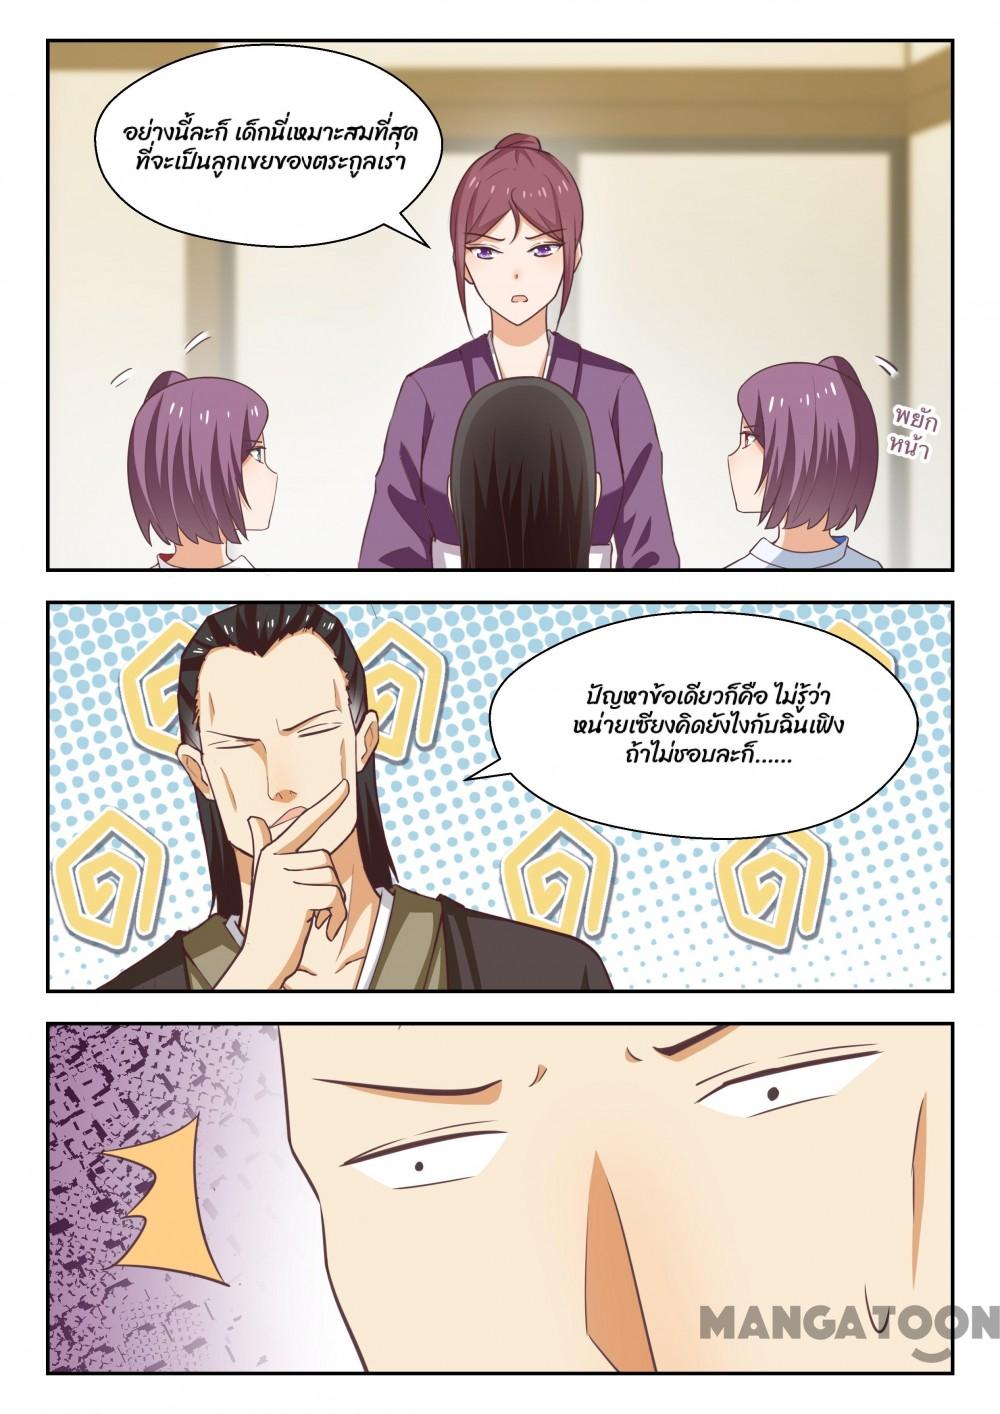 อย่างนี้ละก็ เด็กนี่เหมาะสมที่สุด
ที่จะเป็นลูกเขยของตระกูลเรา
พยัก
หน้า
ปัญหาข้อเดียวก็คือ ไม่รู้ว่า
หน่ายเซียงคิดยังไงกับฉินเฟิง
ถ้าไม่ชอบละก็......
MANGATOON